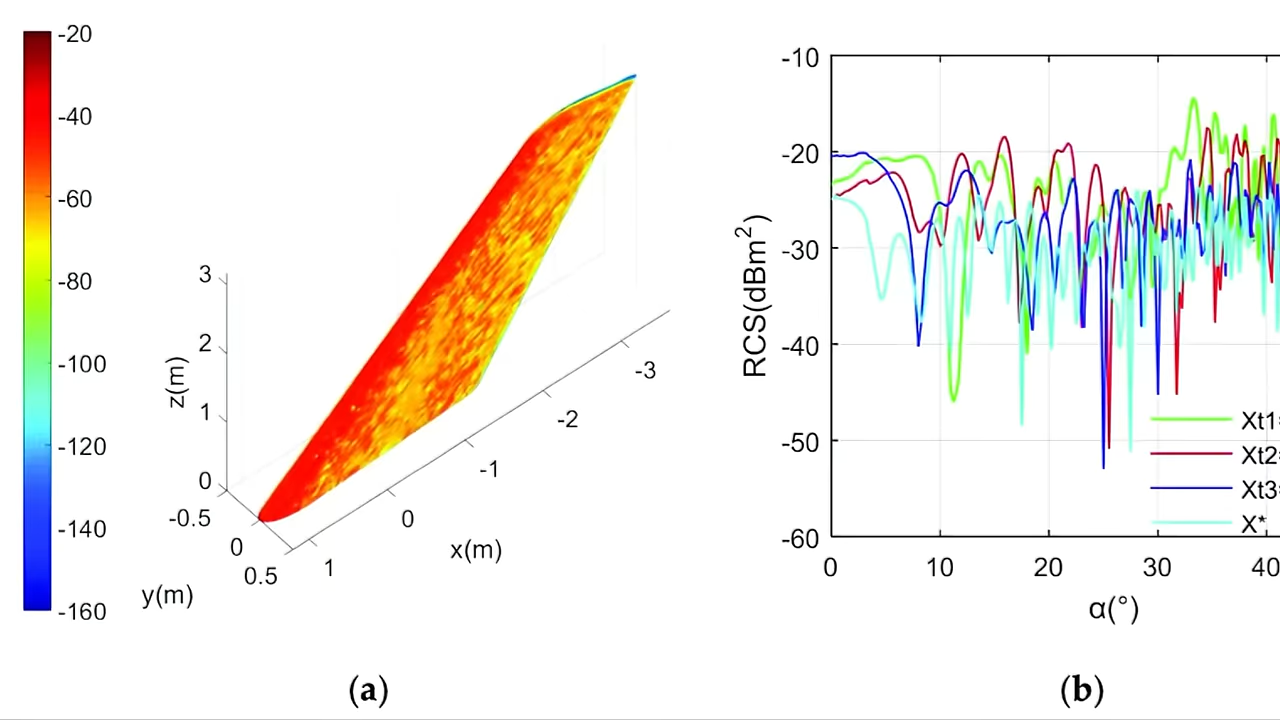 -20
-40
-60
-80
-100
-120
-140
-160
3
2
1
0
z(m)
-0.5
0
0.5
y(m)
1
0
-1
-2
-3
x(m)
(a)
-10
-20
-30
-40
-50
-60
RCS(dBm²)
0
10
20
30
40
α(°)
Xt1=
Xt2=
Xt3=
X*
(b)